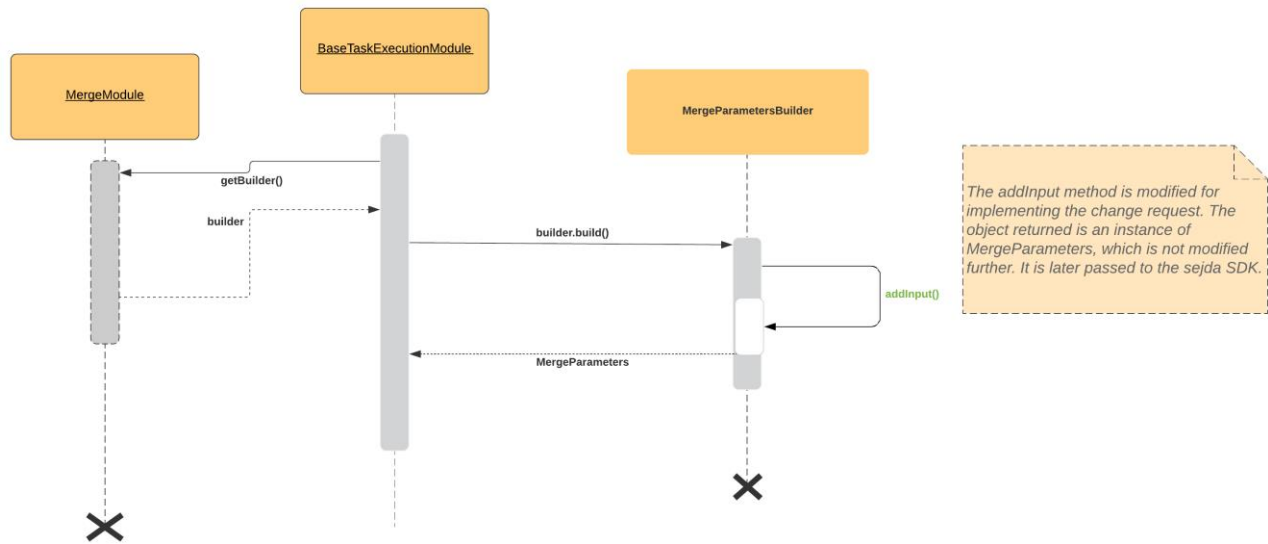 BaseTaskExecutionModule
MergeModule
MergeParametersBuilder
getBuilder()
builder
builder.build()
addInput()
MergeParameters
The addInput method is modified for
implementing the change request. The
object returned is an instance of
MergeParameters, which is not modified
further. It is later passed to the sejda SDK.